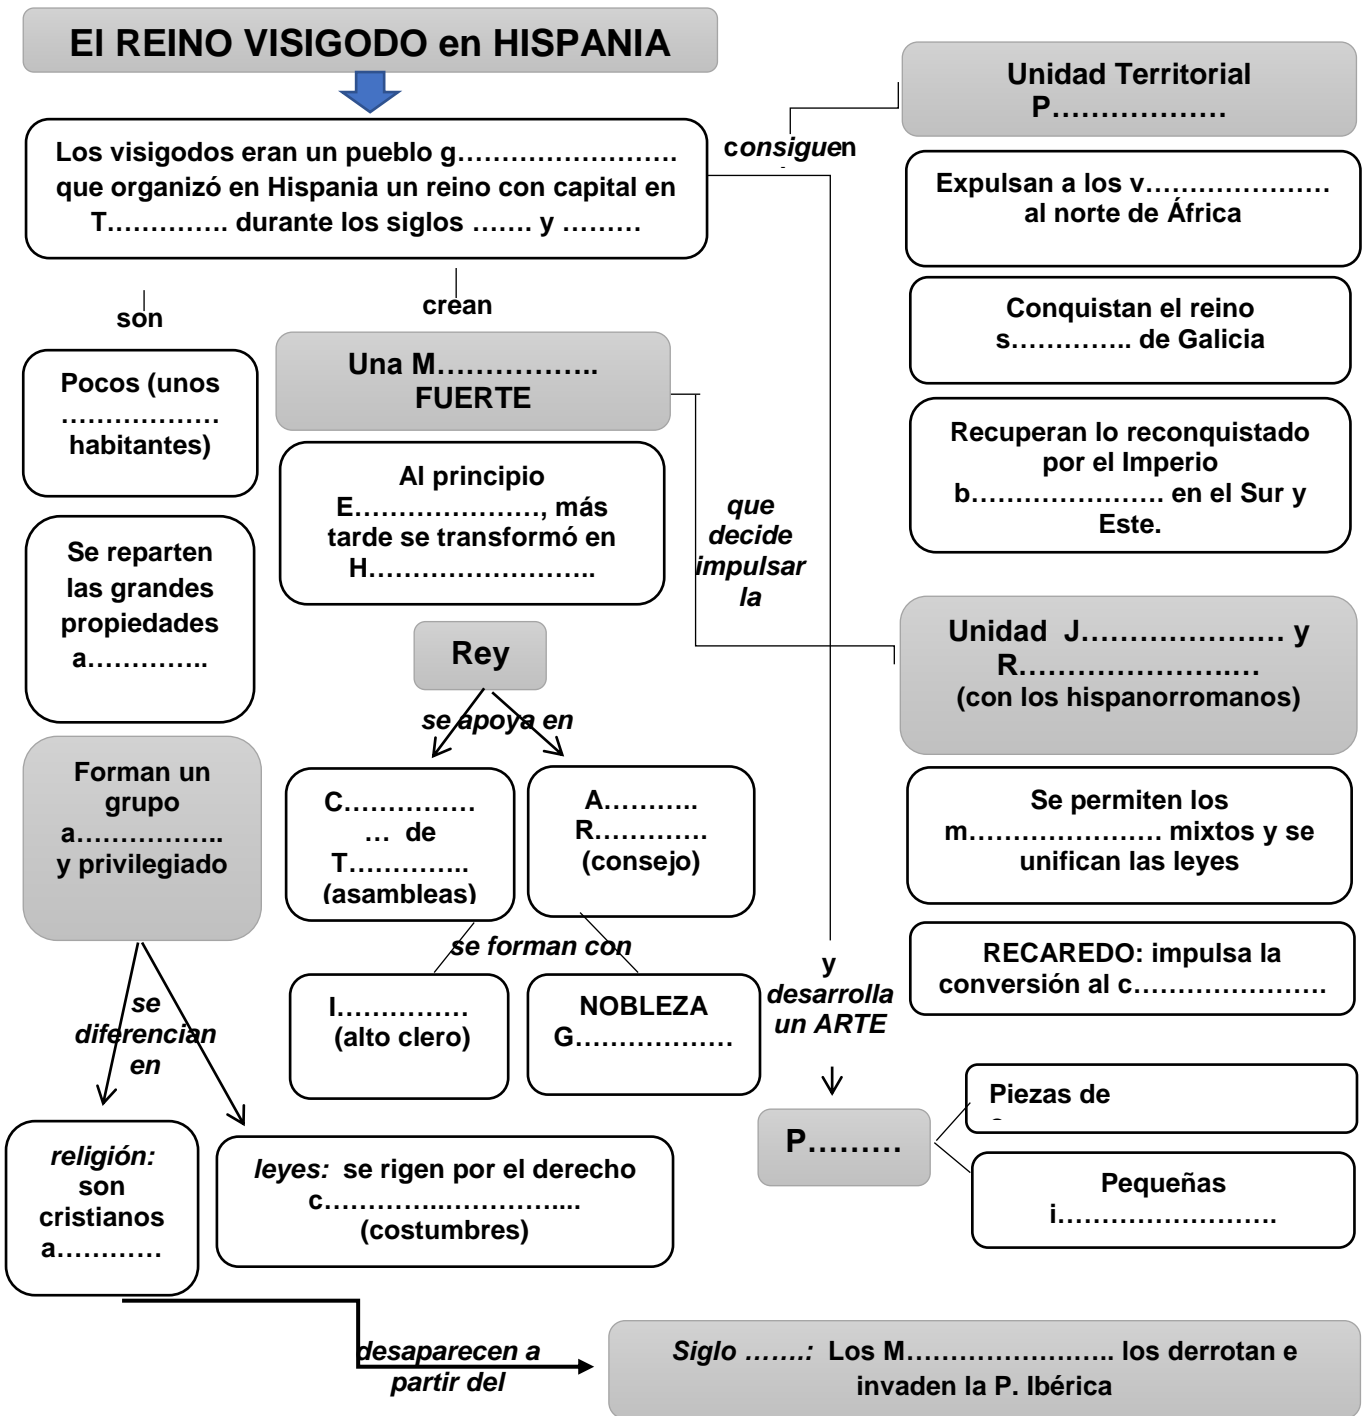 El REINO VISIGODO en HISPANIA
Los visigodos eran un pueblo g…………………….
que organizó en Hispania un reino con capital en
T.………….. durante los siglos ……. y ………
consiguen
Unidad Territorial
P………………
Expulsan a los v…….……………
al norte de África
Conquistan el reino
s………….. de Galicia
Recuperan lo reconquistado
por el Imperio
b…………………. en el Sur y
Este.
son
Pocos (unos
………………
habitantes)
Se reparten
las grandes
propiedades
a…………..
Forman un
grupo
a……………..
y privilegiado
se
diferencian
en
religión:
son
cristianos
a…………
leyes: se rigen por el derecho
c…………..…………....
(costumbres)
crean
Una M……………..
FUERTE
Al principio
E…………………, más
tarde se transformó en
H……………………..
Rey
se apoya en
C……………
… de
T…………..
(asambleas)
A………..
R………….
(consejo)
se forman con
I……………
(alto clero)
NOBLEZA
G………………
que
decide
impulsar
la
Unidad J………………… y
R…………………..…
(con los hispanorromanos)
Se permiten los
m…………………. mixtos y se
unifican las leyes
RECAREDO: impulsa la
conversión al c………………….
y
desarrolla
un ARTE
P………
Piezas de
Pequeñas
i…………………….
desaparecen a
partir del
Siglo …….: Los M…………………….. los derrotan e
invaden la P. Ibérica